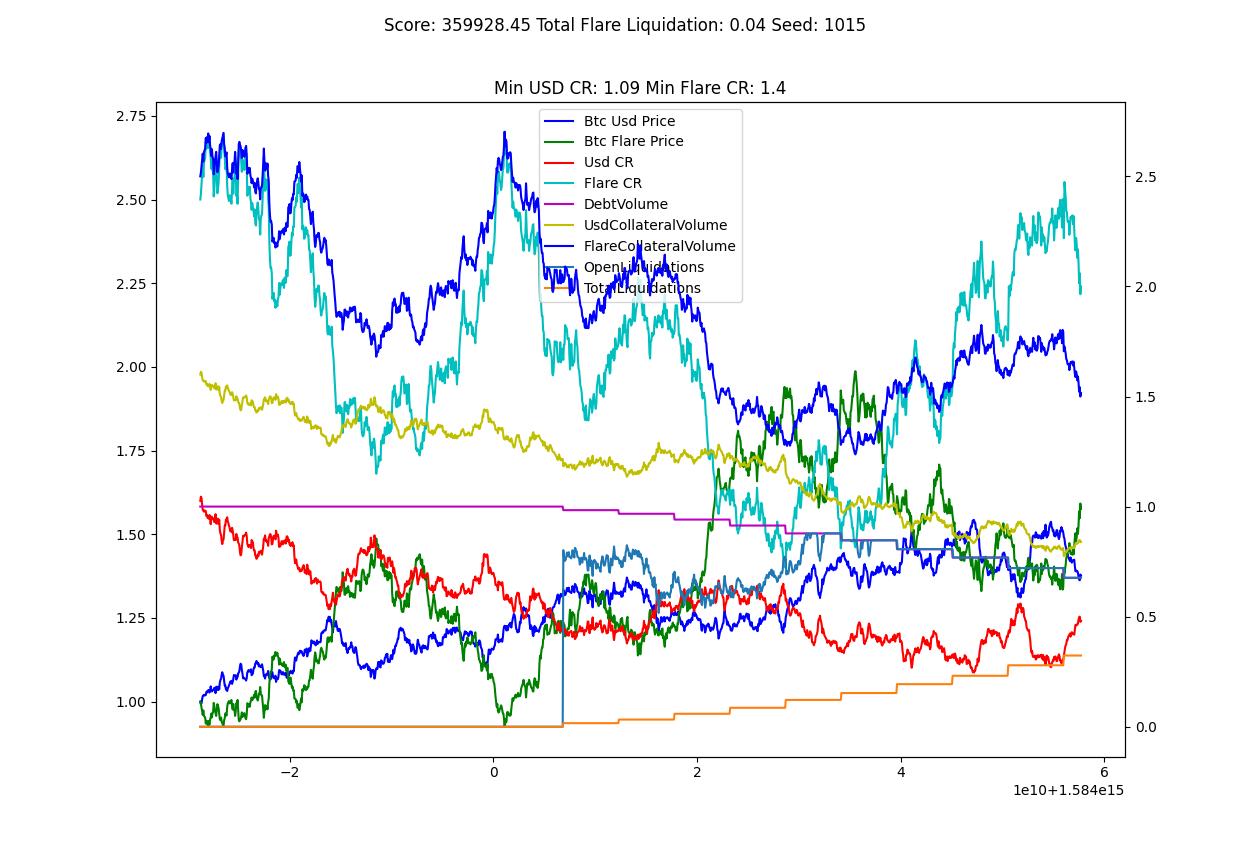 Score: 359928.45 Total Flare Liquidation: 0.04 Seed: 1015
Min USD CR: 1.09 Min Flare CR: 1.4
Btc Usd Price
Btc Flare Price
Usd CR
Flare CR
DebtVolume
UsdCollateralVolume
FlareCollateralVolume
OpenLiquidations
TotalLiquidations
2.75
2.50
2.25
2.00
1.75
1.50
1.25
1.00
2.5
2.0
1.5
1.0
0.5
0.0
−2
0
2
4
6
1e10+1.584e15